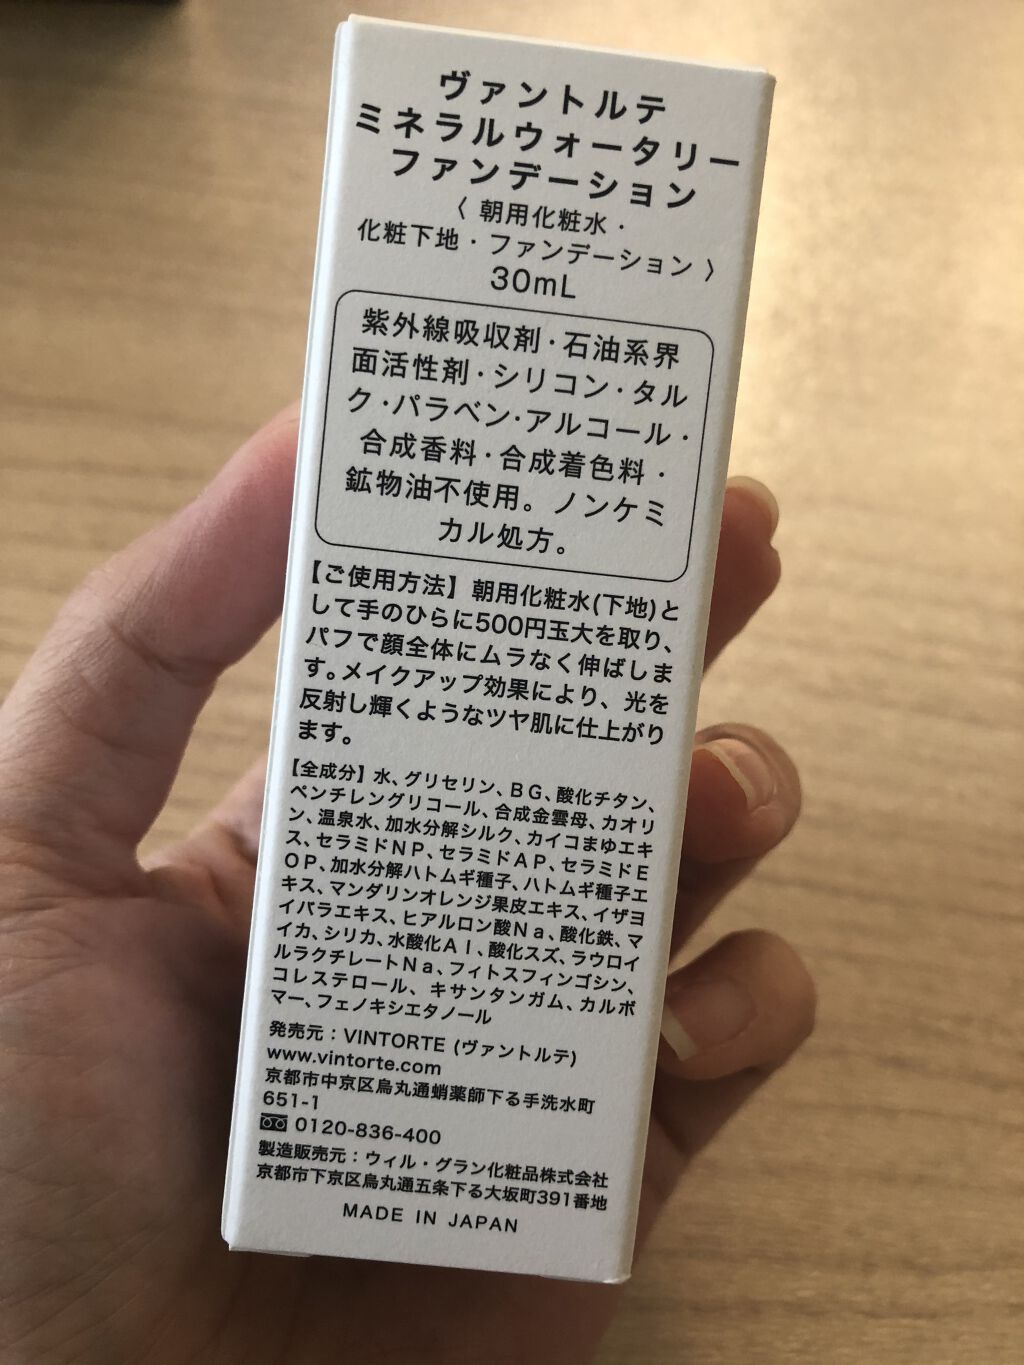 ヴァントルテ
ミネラルウォータリー
ファンデーション
〈 朝用化粧水・
化粧下地・ファンデーション 〉
30mL
紫外線吸収剤・石油系界
面活性剤・シリコン・タル
ク・パラベン・アルコール・
合成香料・合成着色料・
鉱物油不使用。ノンケミ
カル処方。
【ご使用方法】朝用化粧水(下地)と
して手のひらに500円玉大を取り、
パフで顔全体にムラなく伸ばしま
す。メイクアップ効果により、光を
反射し輝くようなツヤ肌に仕上がり
ます。
【全成分】水、グリセリン、BG、酸化チタン、
ペンチレングリコール、合成金雲母、カオリ
ン、温泉水、加水分解シルク、カイコまゆエキ
ス、セラミドNP、セラミドAP、セラミドE
OP、加水分解ハトムギ種子、ハトムギ種子エ
キス、マンダリンオレンジ果皮エキス、イザヨ
イバラエキス、ヒアルロン酸Na、酸化鉄、マ
イカ、シリカ、水酸化Al、酸化スズ、ラウロイ
ルラクチレートNa、フィトスフィンゴシン、
コレステロール、キサンタンガム、カルボ
マー、フェノキシエタノール
発売元：VINTORTE (ヴァントルテ)
www.vintorte.com
京都市中京区烏丸通蛸薬師下る手洗水町
651-1
0120-836-400
製造販売元：ウィル・グラン化粧品株式会社
京都市下京区烏丸通五条下る大坂町391番地
MADE IN JAPAN